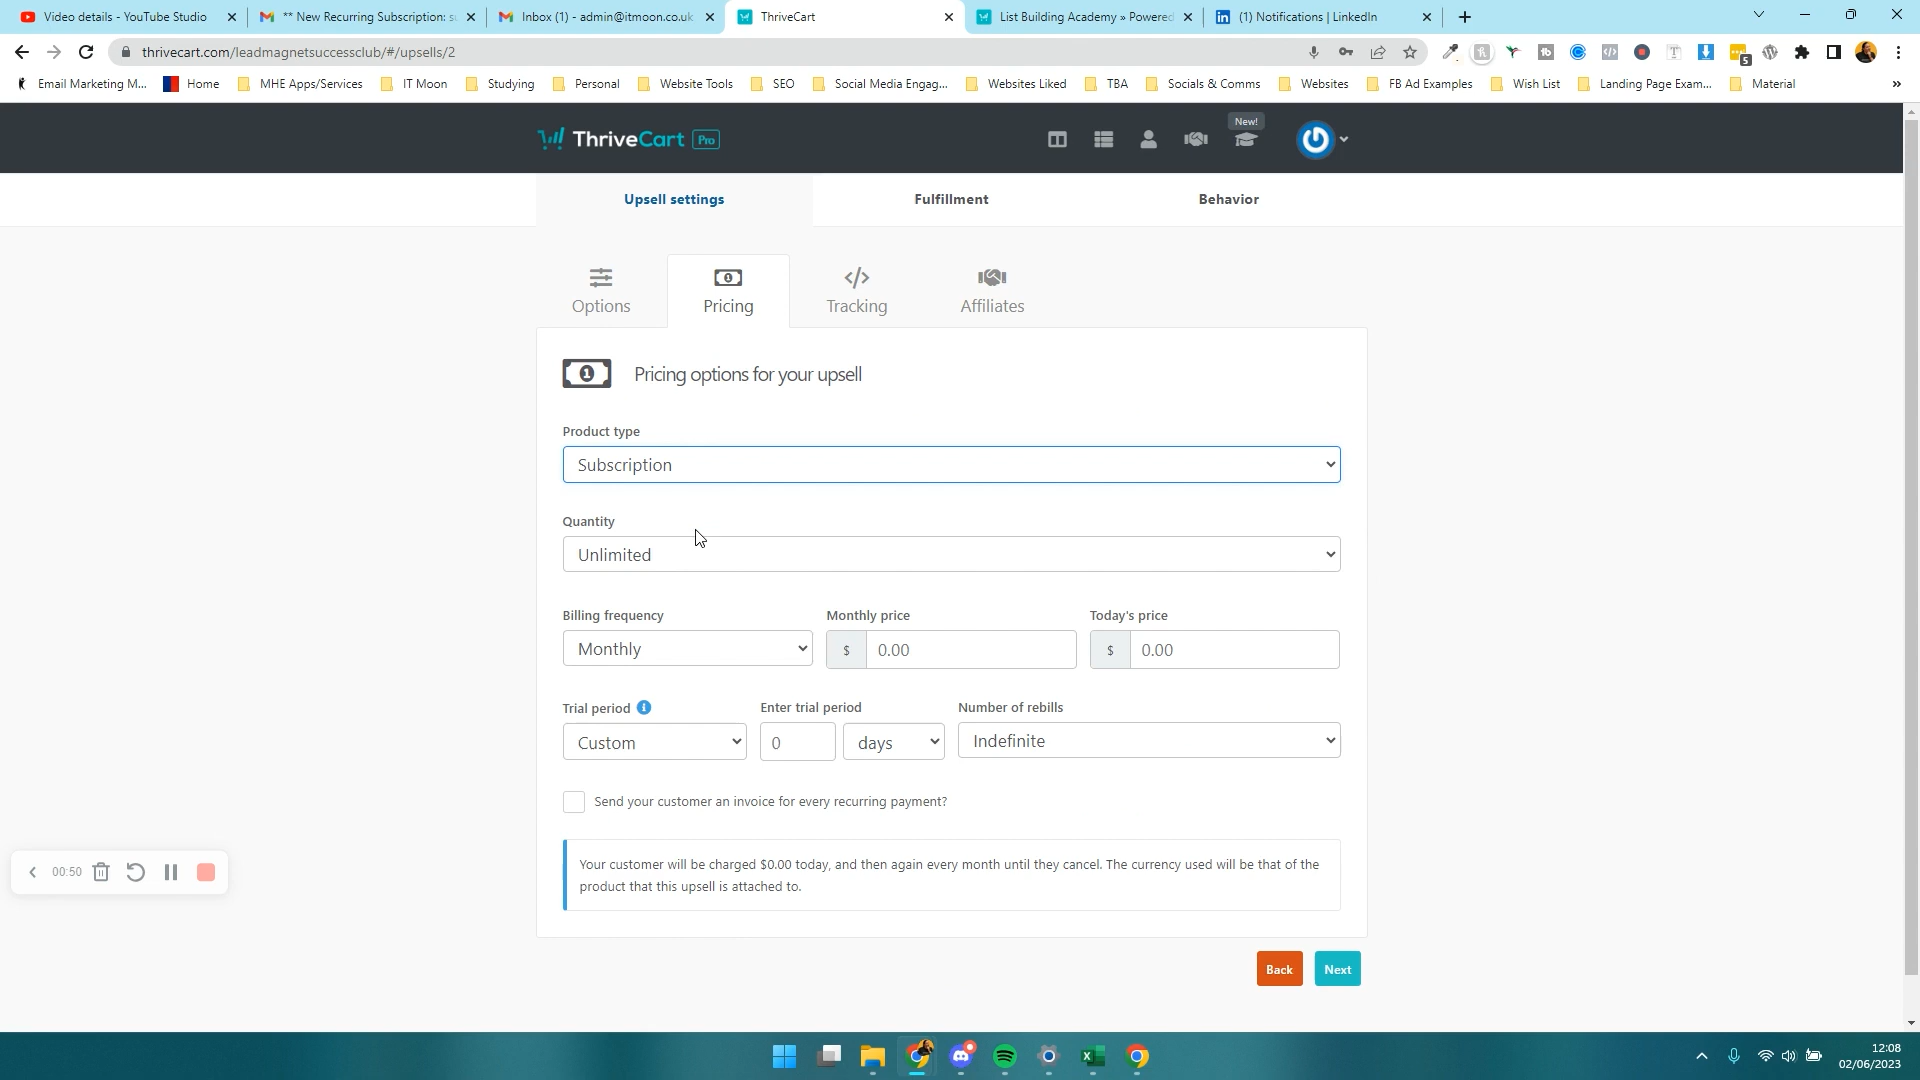 Video details - YouTube Studio
** New Recurring Subscription: su
Inbox (1) - admin@itmoon.co.uk
ThriveCart
List Building Academy » Powered
(1) Notifications | LinkedIn
thrivecart.com/leadmagnetsuccessclub/#/upsells/2
5
Email Marketing M...
Home
MHE Apps/Services
IT Moon
Studying
Personal
Website Tools
SEO
Social Media Engag...
Websites Liked
TBA
Socials & Comms
Websites
FB Ad Examples
Wish List
Landing Page Exam...
Material
»
ThriveCart Pro
New!
Upsell settings
Fulfillment
Behavior
Options
Pricing
Tracking
Affiliates
Pricing options for your upsell
Product type
Subscription
Quantity
Unlimited
Billing frequency
Monthly price
Today's price
Monthly
$ 0.00
$ 0.00
Trial period
Enter trial period
Number of rebills
Custom
0
days
Indefinite
Send your customer an invoice for every recurring payment?
00:50
Your customer will be charged $0.00 today, and then again every month until they cancel. The currency used will be that of the
product that this upsell is attached to.
Back
Next
12:08
02/06/2023